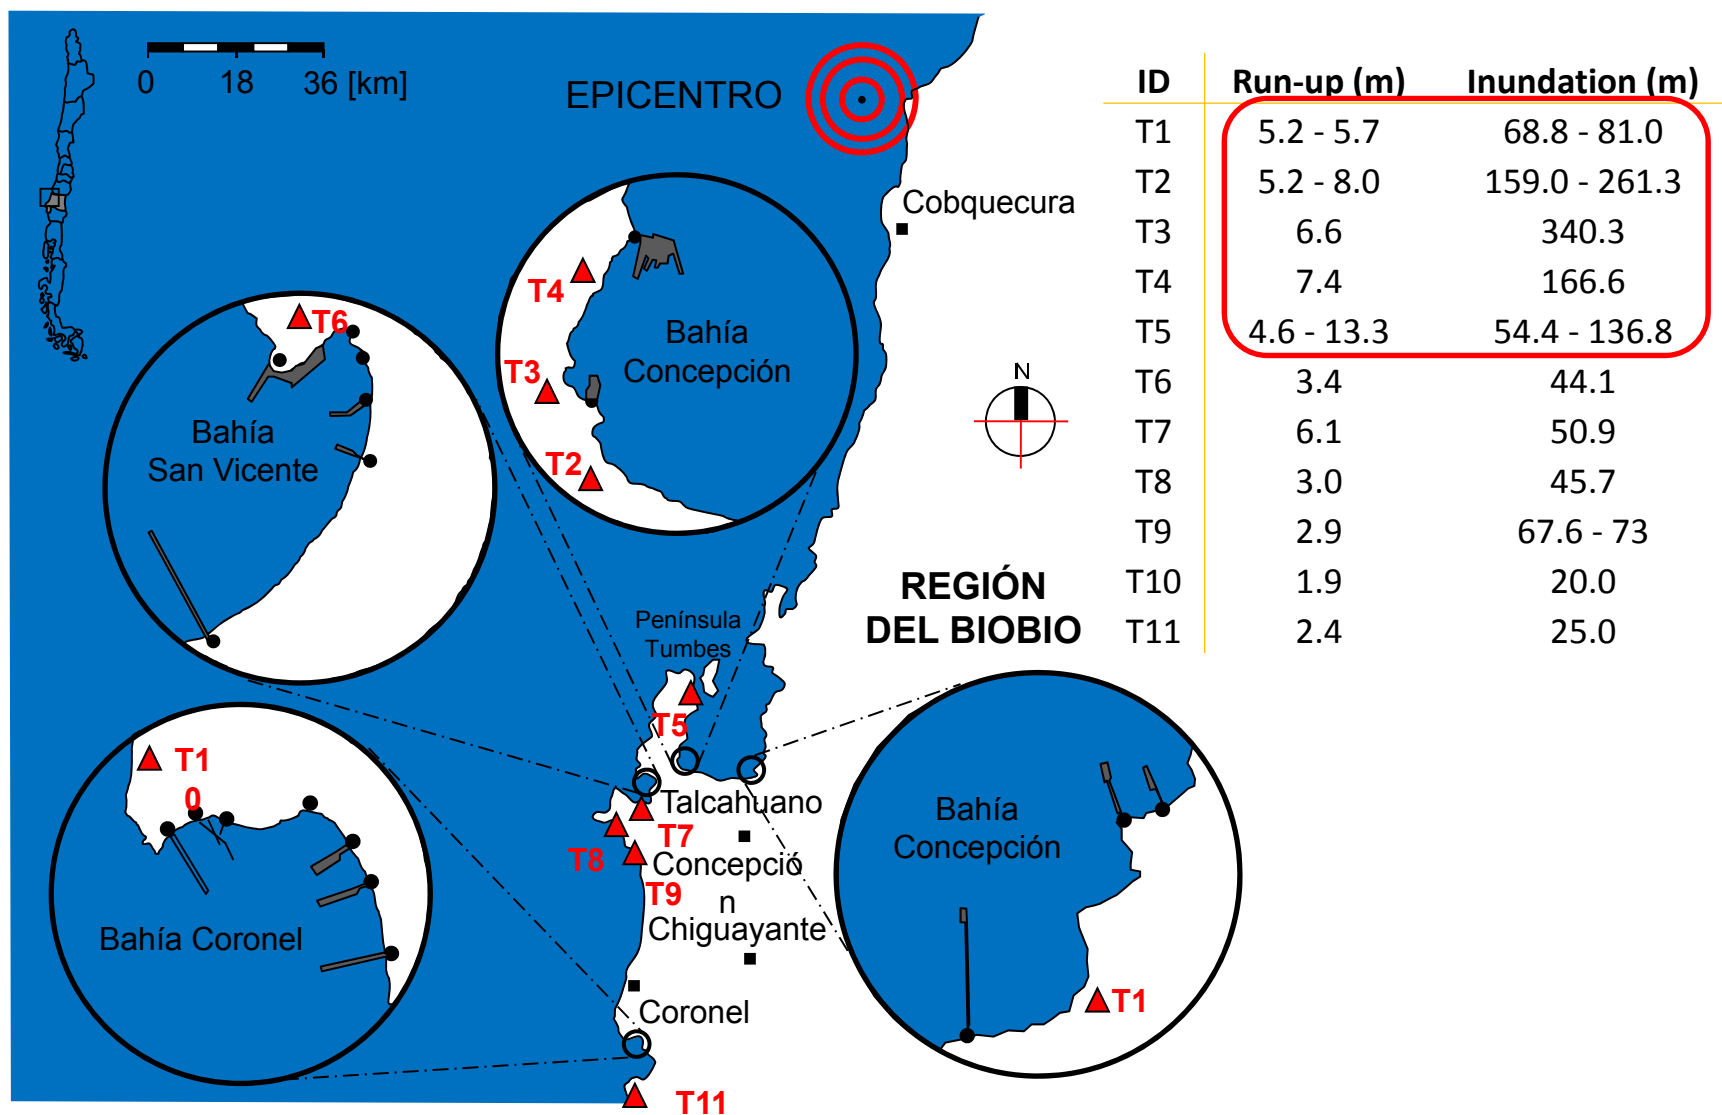 0 18 36 [km]
EPICENTRO
Cobquecura
T4
T3
T2
Bahía
Concepción
T6
Bahía
San Vicente
N
REGIÓN
DEL BIOBIO
Península
Tumbes
T5
Talcahuano
T7
T8
Concepció
n
T9
Chiguayante
Coronel
T11
T1
0
Bahía Coronel
Bahía
Concepción
T1
ID Run-up (m) Inundation (m)
T1 5.2 - 5.7 68.8 - 81.0
T2 5.2 - 8.0 159.0 - 261.3
T3 6.6 340.3
T4 7.4 166.6
T5 4.6 - 13.3 54.4 - 136.8
T6 3.4 44.1
T7 6.1 50.9
T8 3.0 45.7
T9 2.9 67.6 - 73
T10 1.9 20.0
T11 2.4 25.0